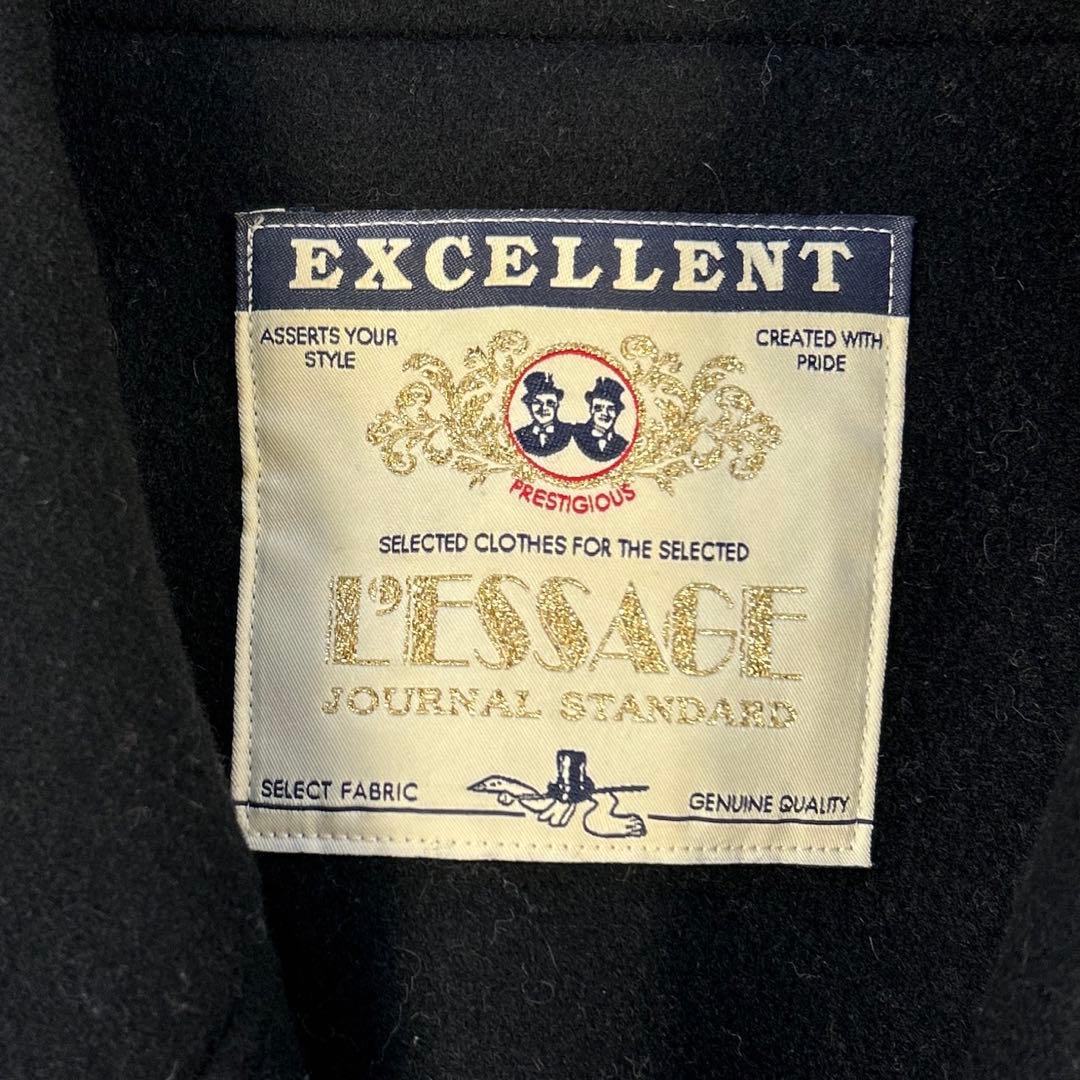 EXCELLENT
ASSERTS YOUR
STYLE
CREATED WITH
PRIDE
PRESTIGIOUS
SELECTED CLOTHES FOR THE SELECTED
L'ESSAGE
JOURNAL STANDARD
SELECT FABRIC
GENUINE QUALITY